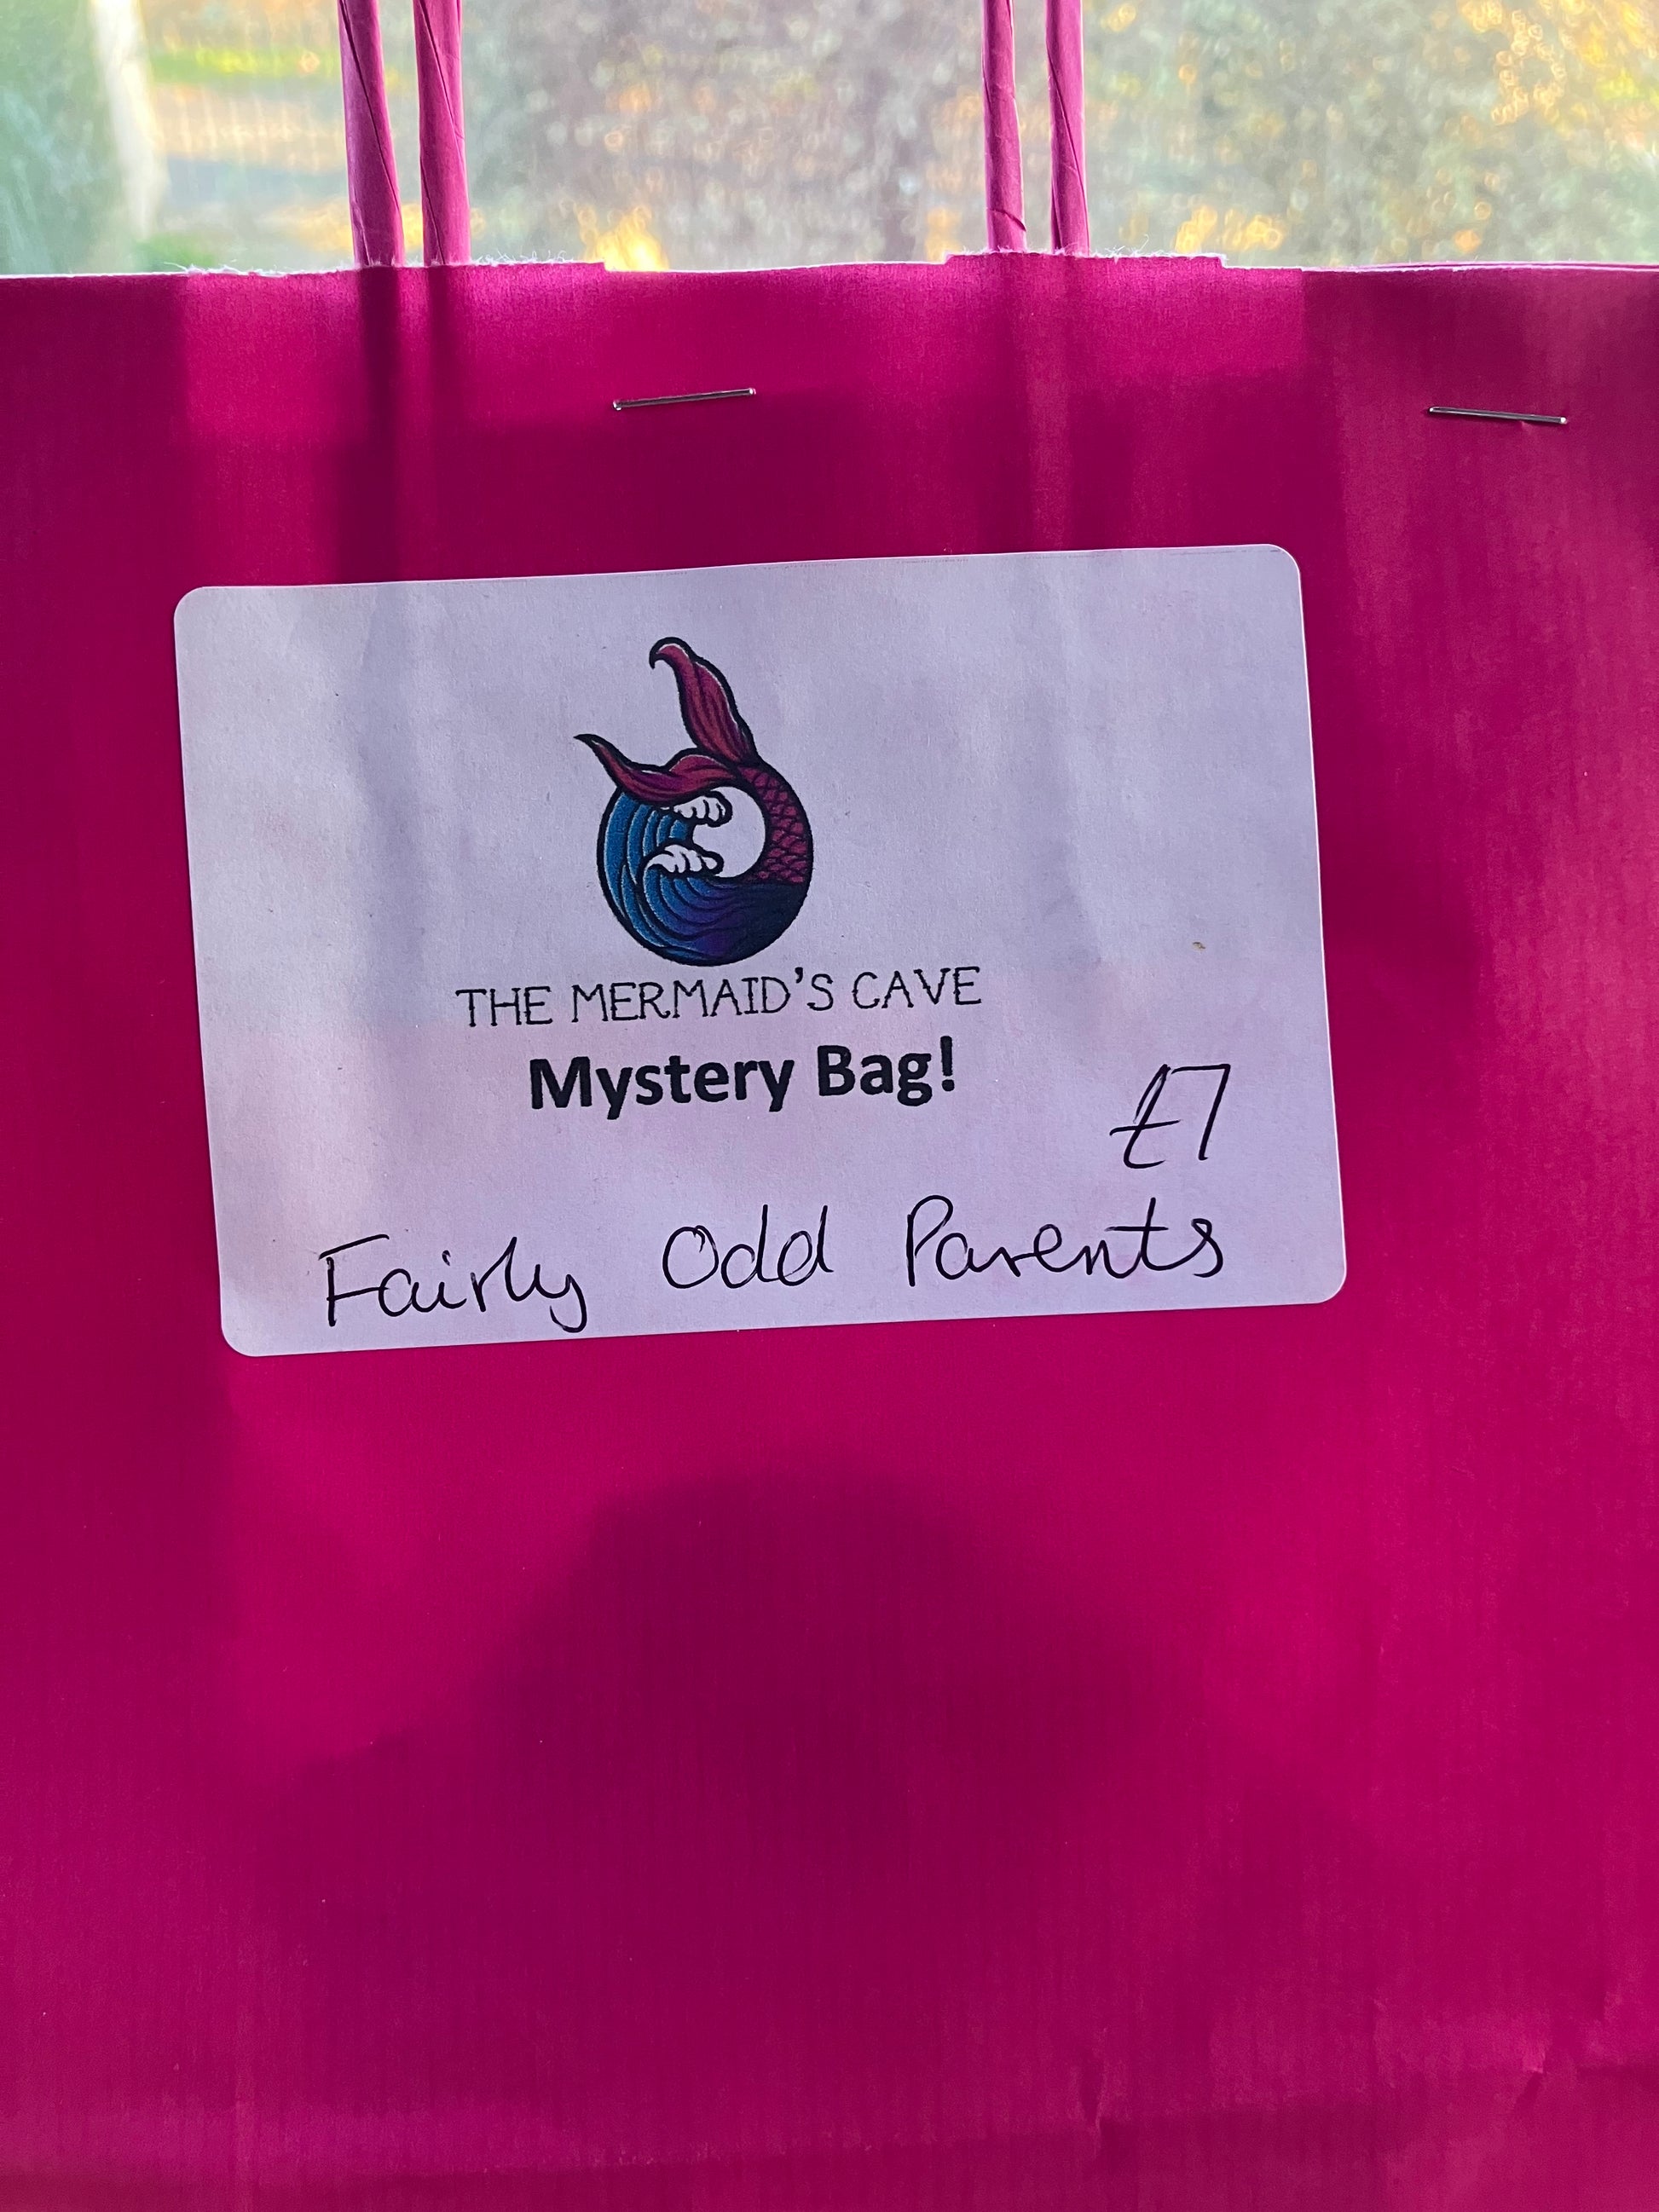 THE MERMAID'S CAVE
Mystery Bag!
£7
Fairly Odd Parents